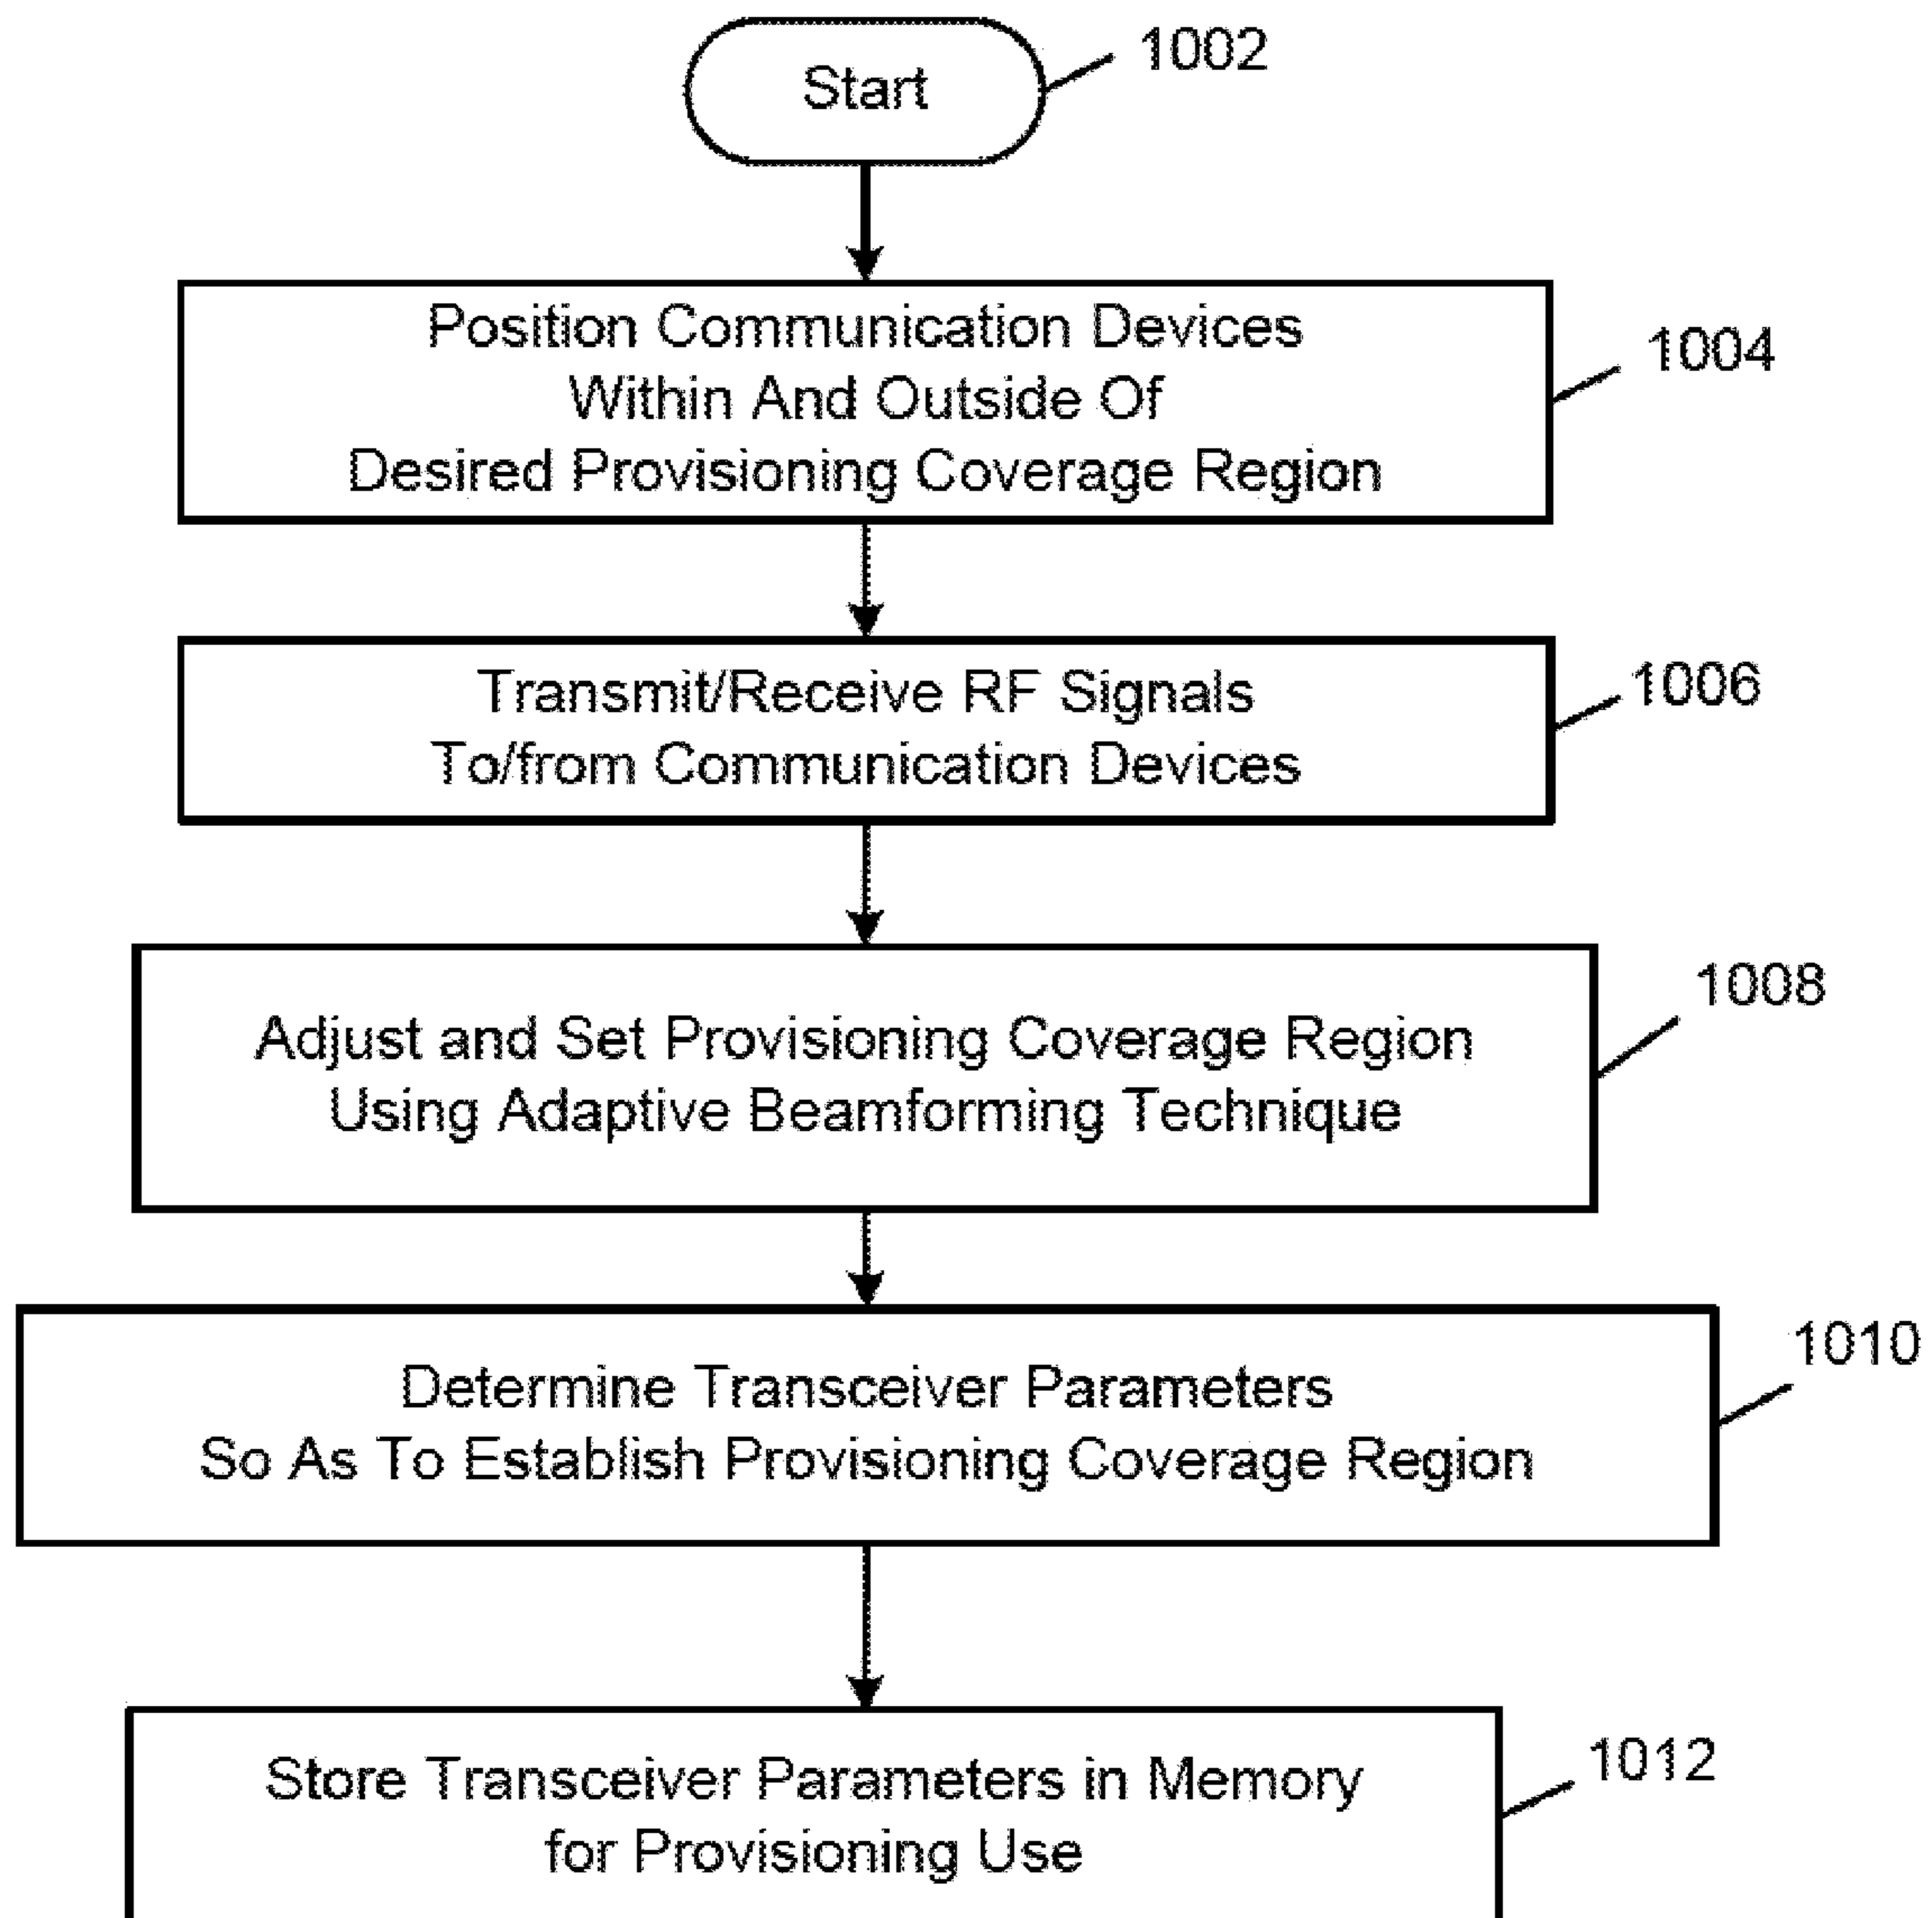 Start
1002
Position Communication Devices
Within And Outside Of
Desired Provisioning Coverage Region
1004
Transmit/Receive RF Signals
To/from Communication Devices
1006
Adjust and Set Provisioning Coverage Region
Using Adaptive Beamforming Technique
1008
Determine Transceiver Parameters
So As To Establish Provisioning Coverage Region
1010
Store Transceiver Parameters in Memory
for Provisioning Use
1012